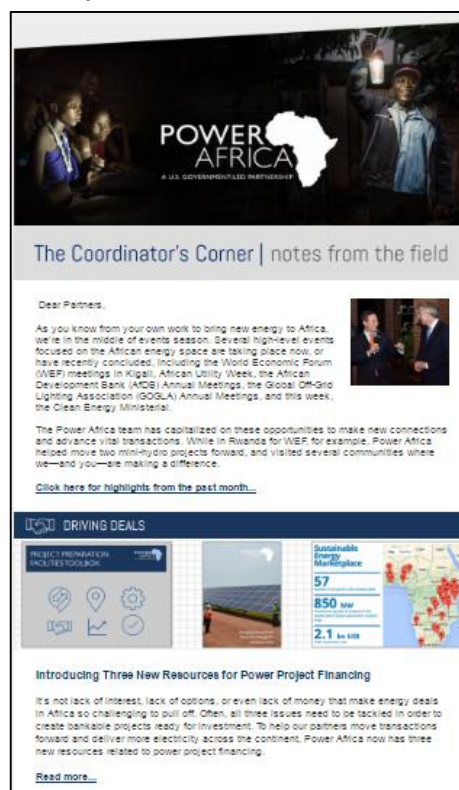 POWER
AFRICA
A U.S. GOVERNMENT-LED PARTNERSHIP
The Coordinator's Corner | notes from the field
Dear Partners,
As you know from your own work to bring new energy to Africa,
we're in the middle of events season. Several high-level events
focused on the African energy space are taking place now, or
have recently concluded, including the World Economic Forum
(WEF) meetings in Kigali, African Utility Week, the African
Development Bank (AfDB) Annual Meetings, the Global Off-Grid
Lighting Association (GOGLA) Annual Meetings, and this week,
the Clean Energy Ministerial.
The Power Africa team has capitalized on these opportunities to make new connections
and advance vital transactions. While in Rwanda for WEF, for example, Power Africa
helped move two mini-hydro projects forward, and visited several communities where
we—and you—are making a difference.
Click here for highlights from the past month...
DRIVING DEALS
PROJECT PREPARATION
FACILITIES TOOLBOX
Sustainable
Energy
Marketplace
57
850 MW
2.1 bn US$
Introducing Three New Resources for Power Project Financing
It's not lack of interest, lack of options, or even lack of money that make energy deals
in Africa so challenging to pull off. Often, all three issues need to be tackled in order to
create bankable projects ready for investment. To help our partners move transactions
forward and deliver more electricity across the continent, Power Africa now has three
new resources related to power project financing.
Read more...